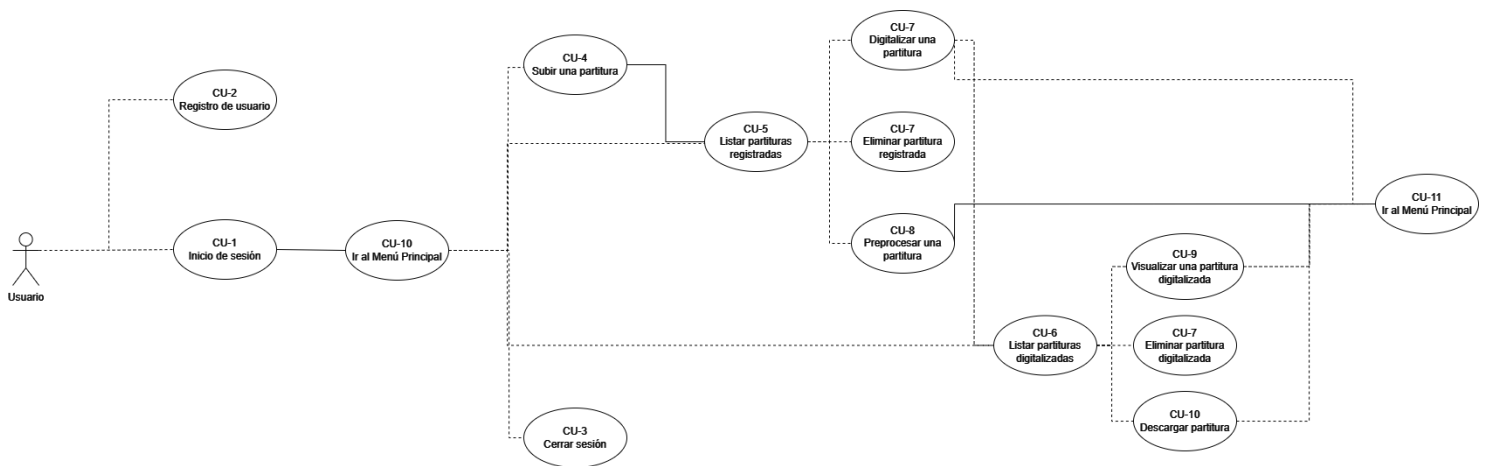 Usuario
CU-2
Registro de usuario
CU-1
Inicio de sesión
CU-10
Ir al Menú Principal
CU-4
Subir una partitura
CU-3
Cerrar sesión
CU-5
Listar partituras
registradas
CU-7
Digitalizar una
partitura
CU-7
Eliminar partitura
registrada
CU-8
Preprocesar una
partitura
CU-6
Listar partituras
digitalizadas
CU-9
Visualizar una partitura
digitalizada
CU-7
Eliminar partitura
digitalizada
CU-10
Descargar partitura
CU-11
Ir al Menú Principal